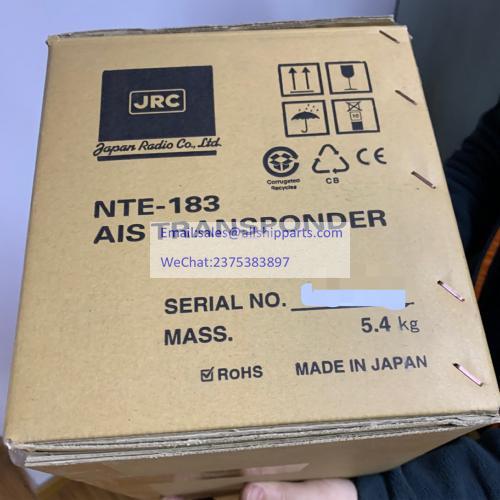 JRC
Japan Radio Co., Ltd.
10
Corrugated
Recycles
CB
CE
NTE-183
AIS TRANSPONDER
Email:sales@allshipparts.com
WeChat:2375383897
SERIAL NO.
MASS. 5.4 kg
RoHS MADE IN JAPAN